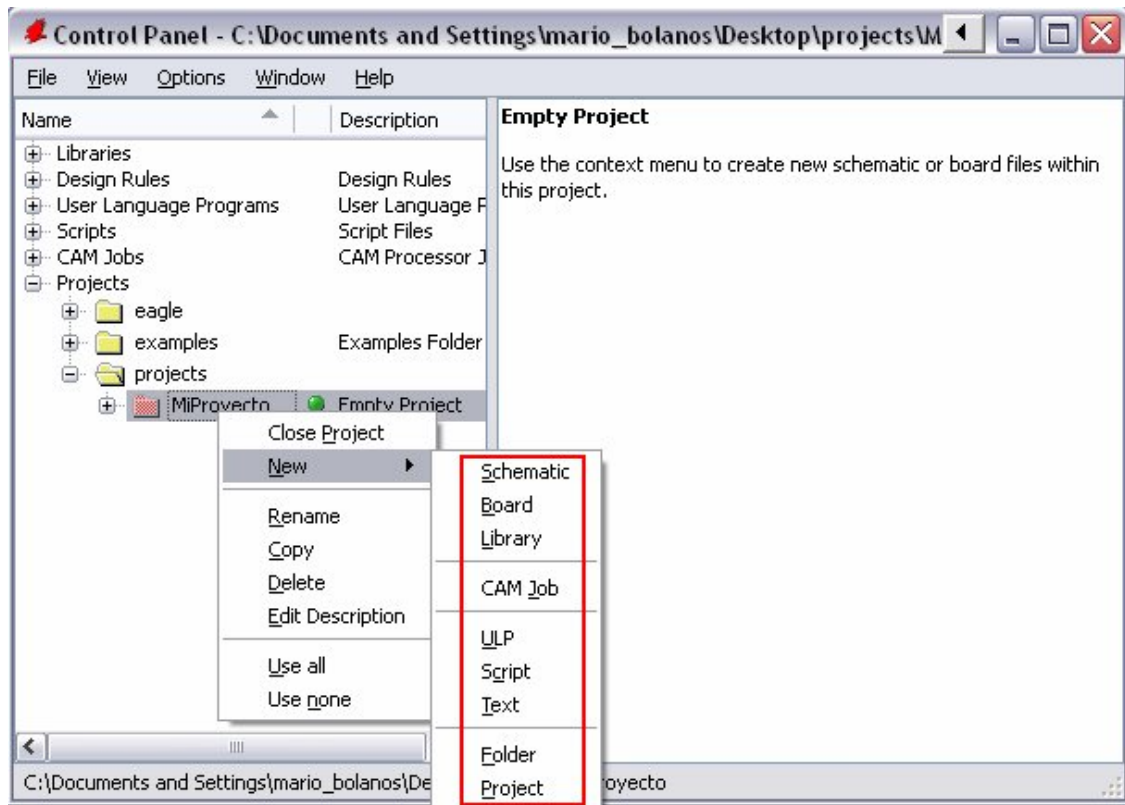 Control Panel - C:\Documents and Settings\mario_bolanos\Desktop\projects\M
File View Options Window Help
Name Description
Libraries
Design Rules Design Rules
User Language Programs User Language P
Scripts Script Files
CAM Jobs CAM Processor J
Projects
eagle
examples Examples Folder
projects
MiProyecto Empty Project
Empty Project
Use the context menu to create new schematic or board files within
this project.
Close Project
New
Rename
Copy
Delete
Edit Description
Use all
Use none
Schematic
Board
Library
CAM Job
ULP
Script
Text
Folder
Project
C:\Documents and Settings\mario_bolanos\De oyecto